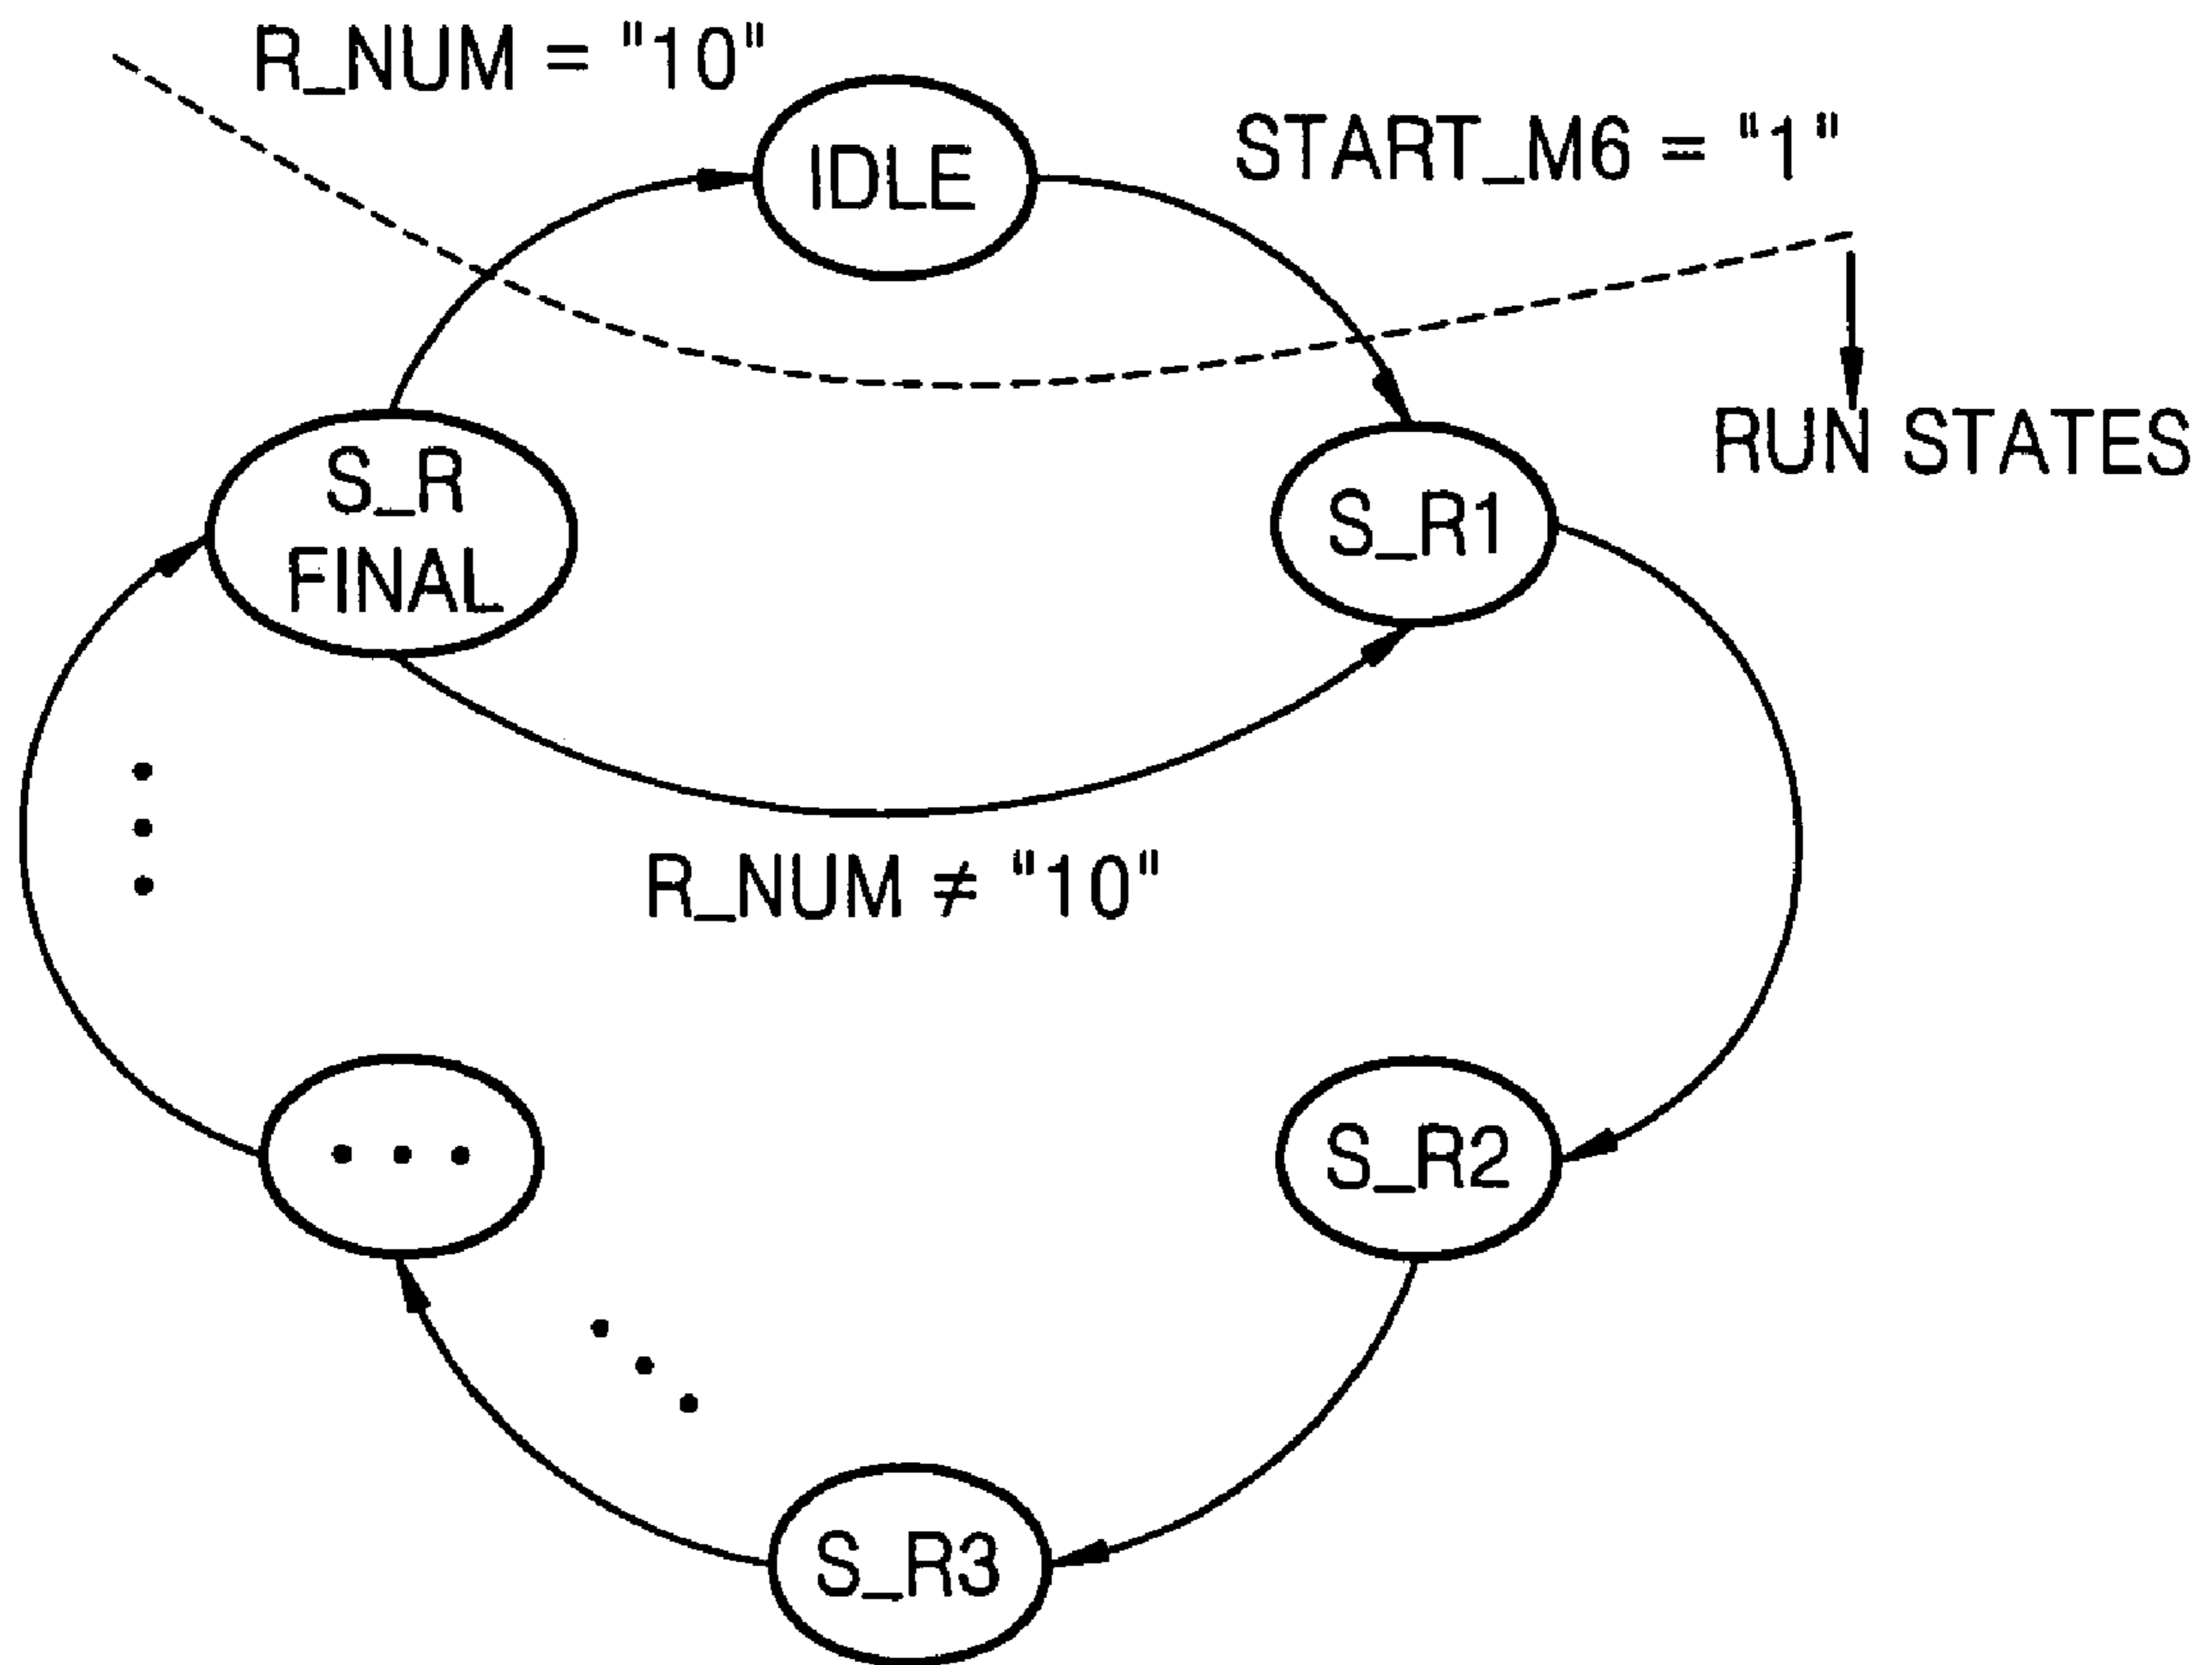 R_NUM = "10"
IDLE
START_M6 = "1"
RUN STATES
S_R
FINAL
S_R1
R_NUM ≠ "10"
• • •
S_R2
S_R3